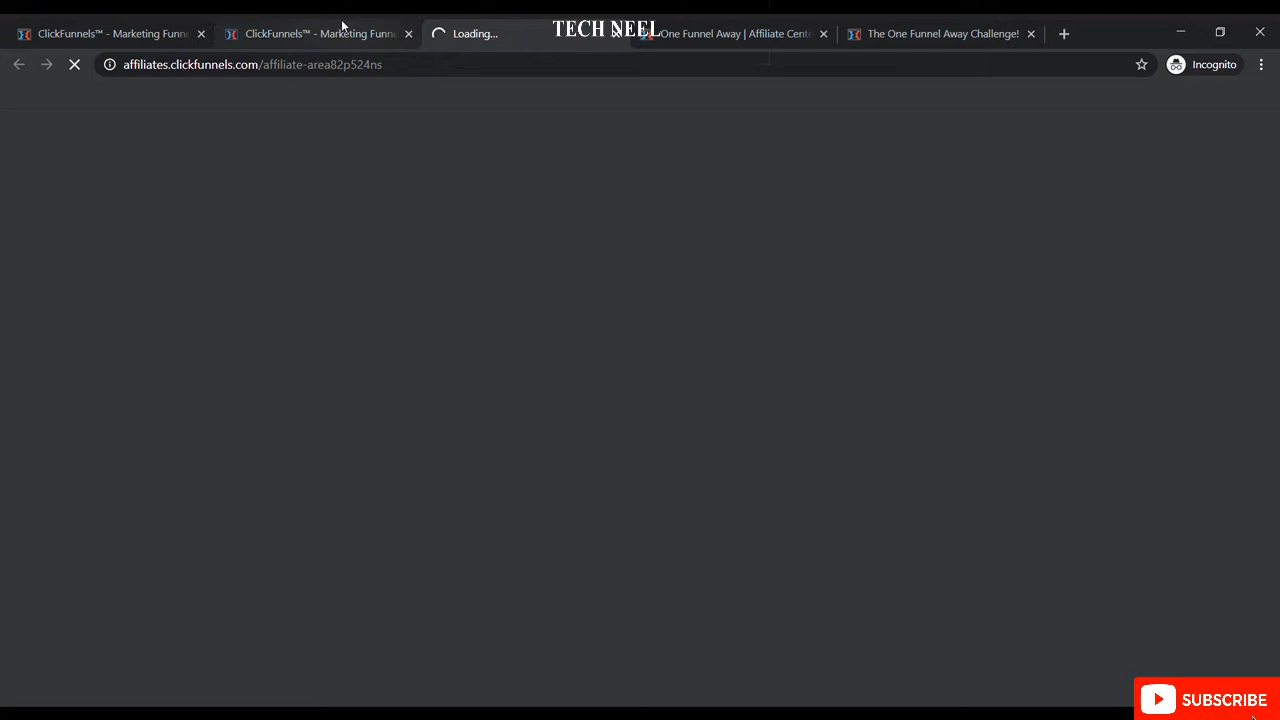 ClickFunnels™ - Marketing Funn
ClickFunnels™ - Marketing Funn
Loading...
TECH NEEL
One Funnel Away | Affiliate Cente
The One Funnel Away Challenge!
affiliates.clickfunnels.com/affiliate-area82p524ns
Incognito
SUBSCRIBE